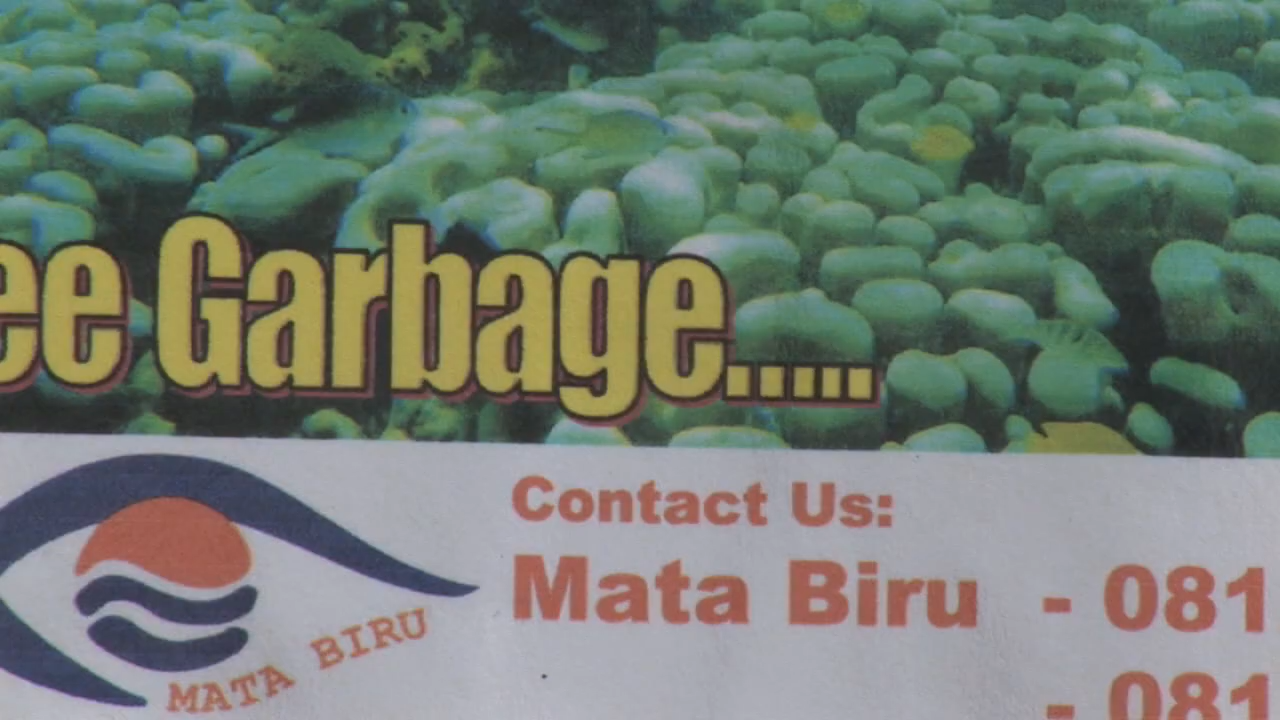 ee Garbage.....
Contact Us:
Mata Biru - 081
- 081
MATA BIRU